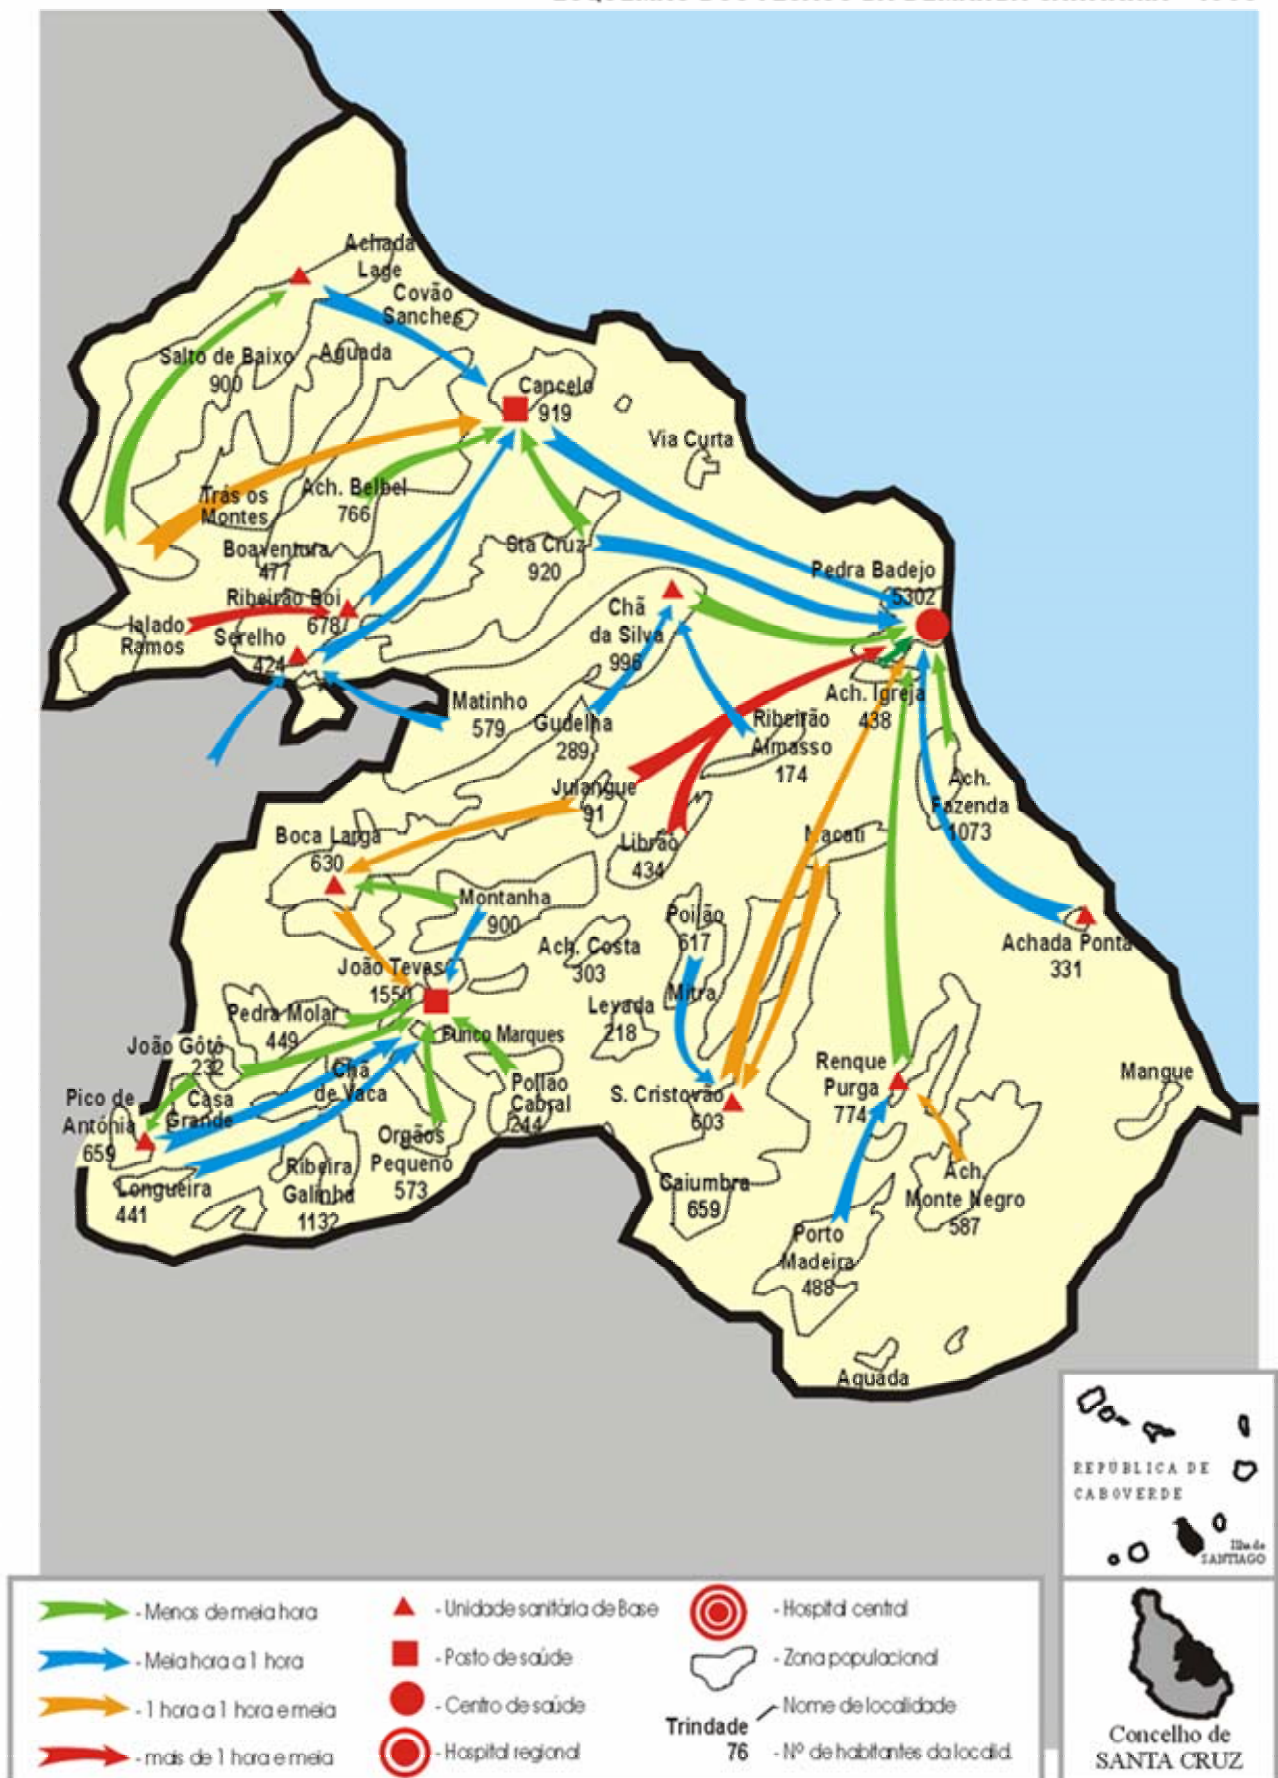 Achada
Lage
Covão
Sanches
Salto de Baixo
900
Aguada
Cancelo
919
Via Curta
Trás os
Montes
Ach. Belbel
766
Boaventura
477
Sta Cruz
920
Pedra Badejo
5302
Ribeirão Boi
678
Ialado
Ramos
Serelho
424
Chã
da Silva
996
Ach. Igreja
438
Matinho
579
Gudelha
289
Ribeirão
Almasso
174
Julangue
91
Ach.
Fazenda
1073
Boca Larga
630
Librão
434
Nacati
Montanha
900
Poilão
617
Ach. Costa
303
Achada Ponta
331
João Teves
1550
Mitra
Levada
218
Pedra Molar
449
Funco Marques
João Gôtô
232
Chã
de Vaca
Renque
Purga
774
Mangue
Pico de
Antónia
659
Casa
Grande
Pollão
Cabral
244
S. Cristovão
603
Orgãos
Pequeno
573
Ribeira
Galinha
1132
Longueira
441
Caiumbra
659
Ach.
Monte Negro
587
Porto
Madeira
488
Aguada
REPÚBLICA DE
CABOVERDE
Ilha de
SANTIAGO
- Menos de meia hora
- Meia hora a 1 hora
- 1 hora a 1 hora e meia
- mais de 1 hora e meia
- Unidade sanitária de Base
- Posto de saúde
- Centro de saúde
- Hospital regional
- Hospital central
- Zona populacional
- Nome de localidade
Trindade
76
- Nº de habitantes da localid.
Concelho de
SANTA CRUZ